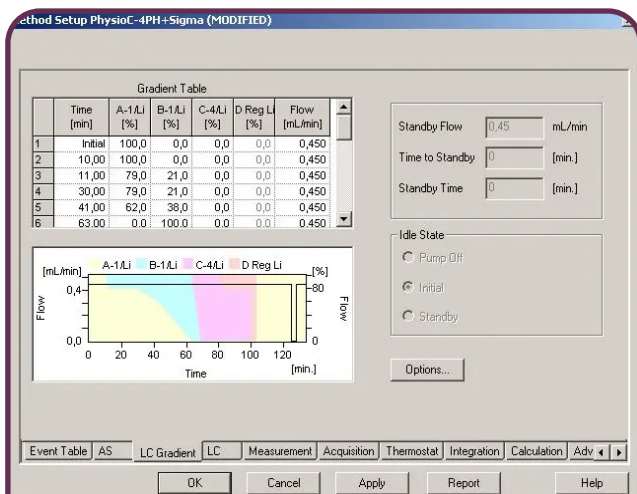 ethod Setup PhysioC-4PH+Sigma (MODIFIED)
Gradient Table
Time [min] A-1/Li [%] B-1/Li [%] C-4/Li [%] D Reg Li [%] Flow [mL/min]
1 Initial 100,0 0,0 0,0 0,0 0,450
2 10,00 100,0 0,0 0,0 0,0 0,450
3 11,00 79,0 21,0 0,0 0,0 0,450
4 30,00 79,0 21,0 0,0 0,0 0,450
5 41,00 62,0 38,0 0,0 0,0 0,450
6 63,00 0,0 100,0 0,0 0,0 0,450
Standby Flow 0,45 mL/min
Time to Standby 0 [min.]
Standby Time 0 [min.]
Idle State
Pump Off
Initial
Standby
Options...
[mL/min] A-1/Li B-1/Li C-4/Li D Reg Li [%]
0,4 80
Flow Flow
0,0 0
0 20 40 60 80 100 120
Time [min.]
Event Table AS LC Gradient LC Measurement Acquisition Thermostat Integration Calculation Adv
OK Cancel Apply Report Help